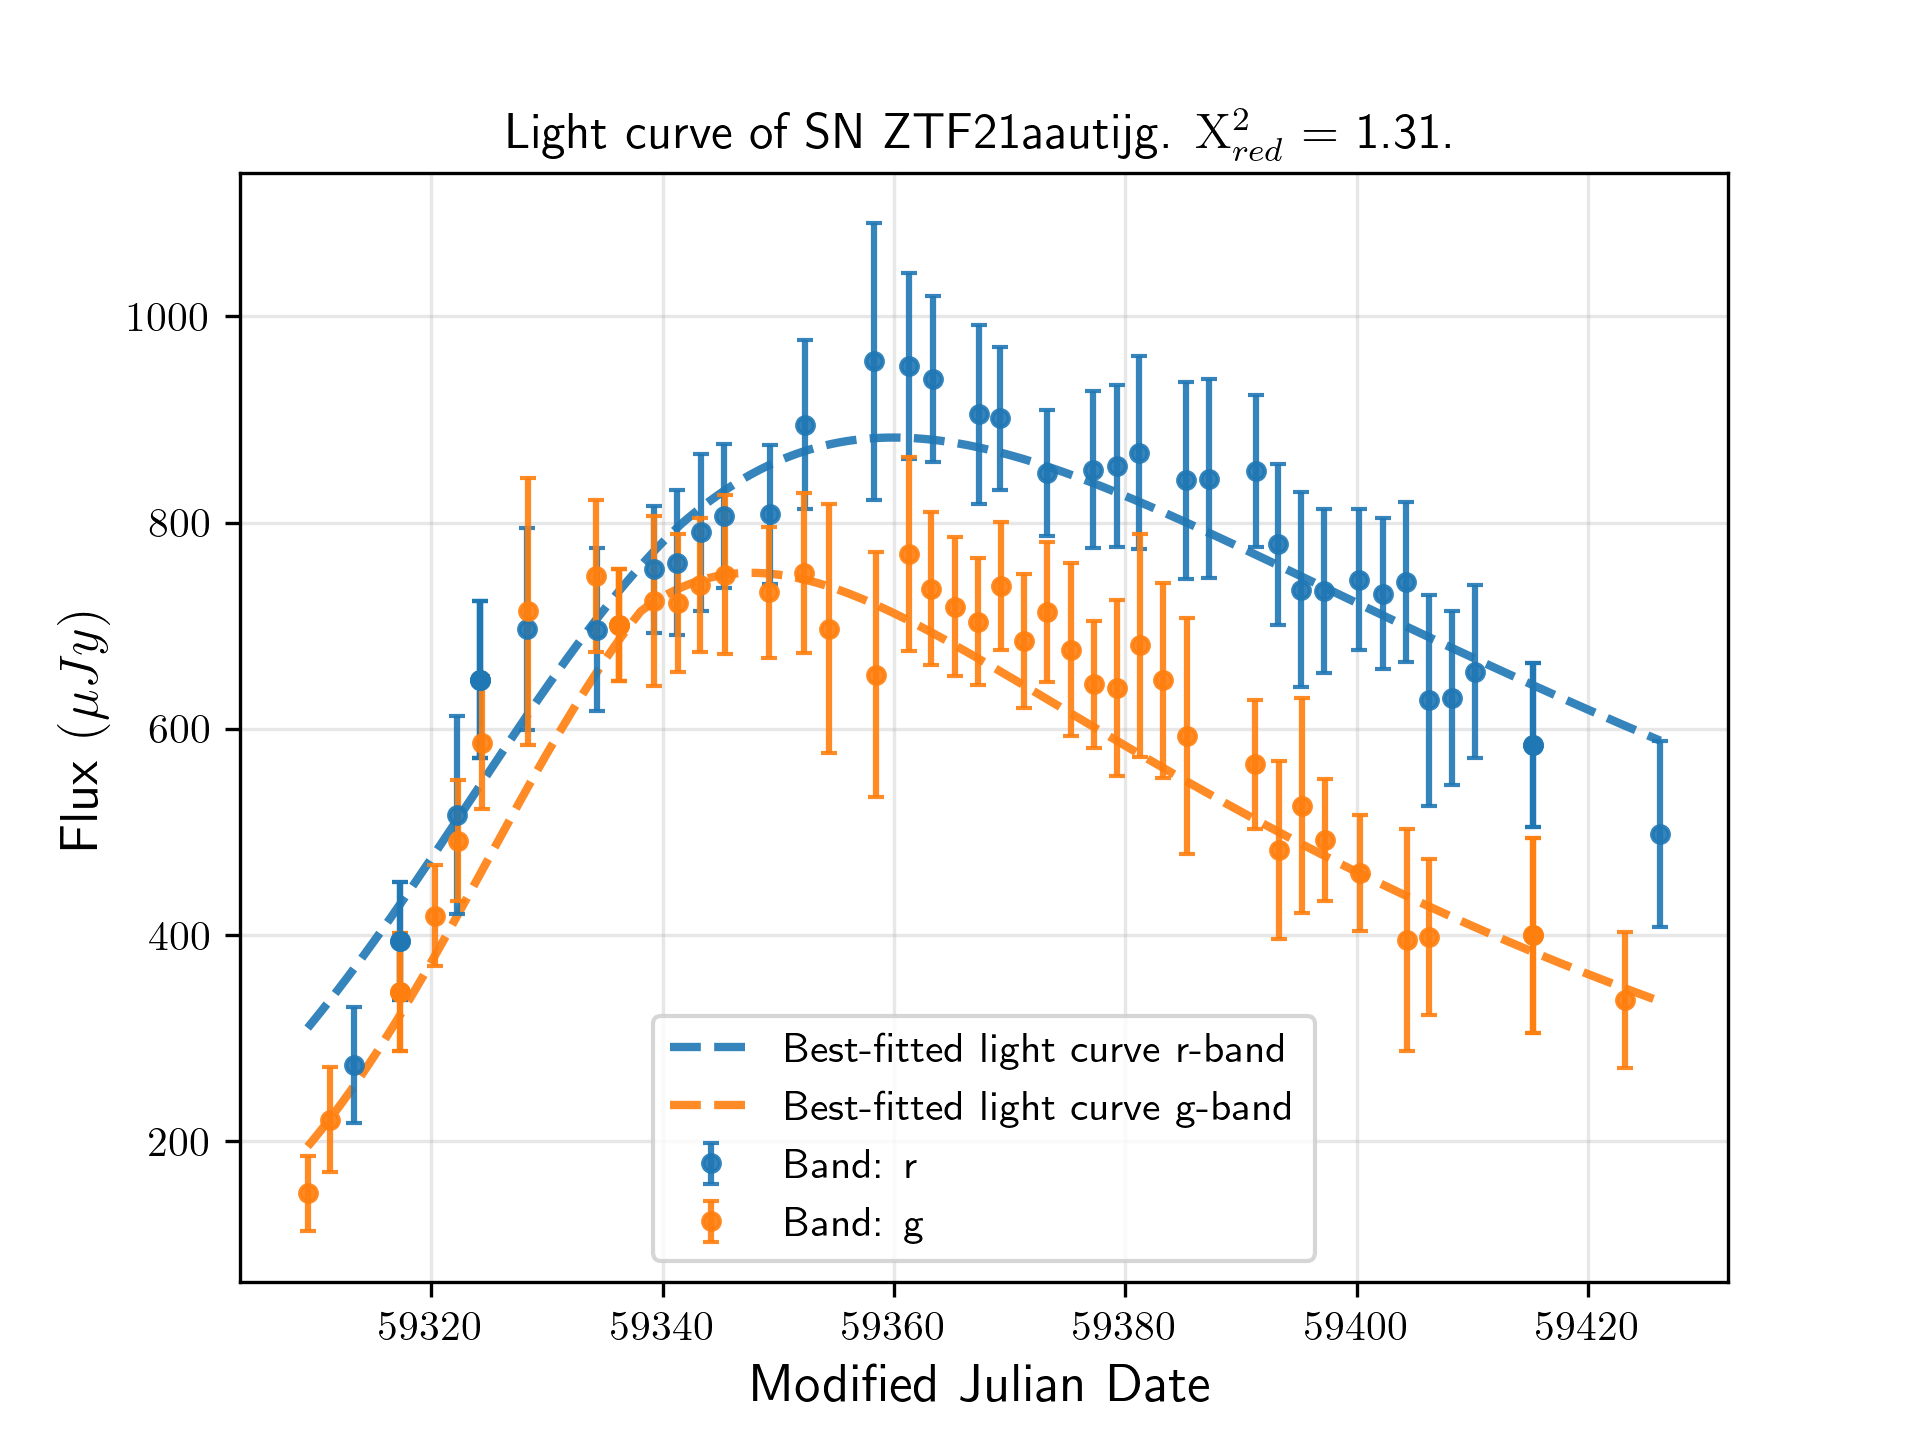 Light curve of SN ZTF21aautijg. X²_red = 1.31.
Flux (μJy)
1000
800
600
400
200
Best-fitted light curve r-band
Best-fitted light curve g-band
Band: r
Band: g
59320 59340 59360 59380 59400 59420
Modified Julian Date